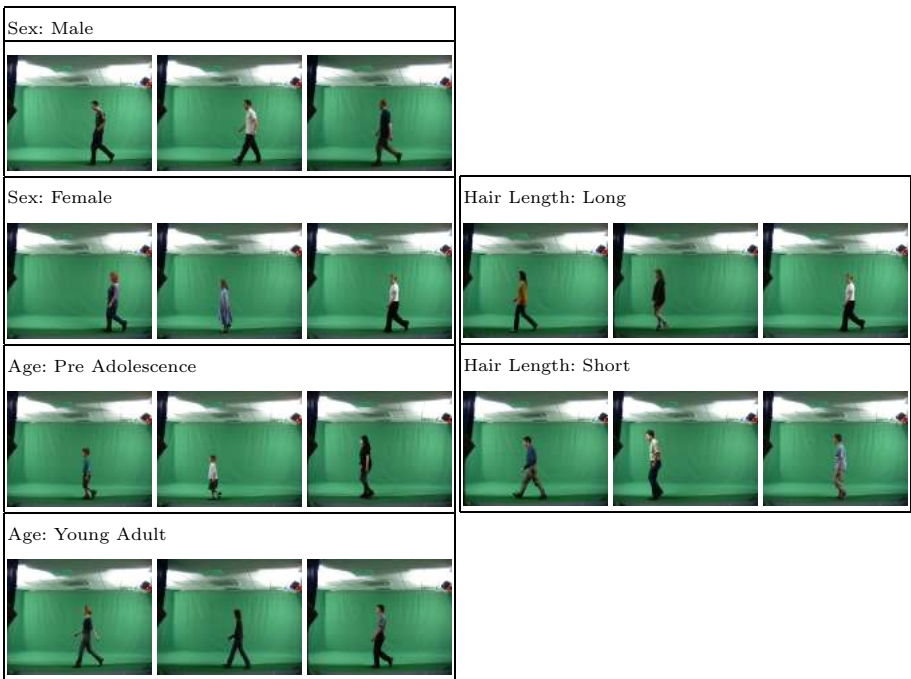 Sex: Male
Sex: Female
Hair Length: Long
Age: Pre Adolescence
Hair Length: Short
Age: Young Adult